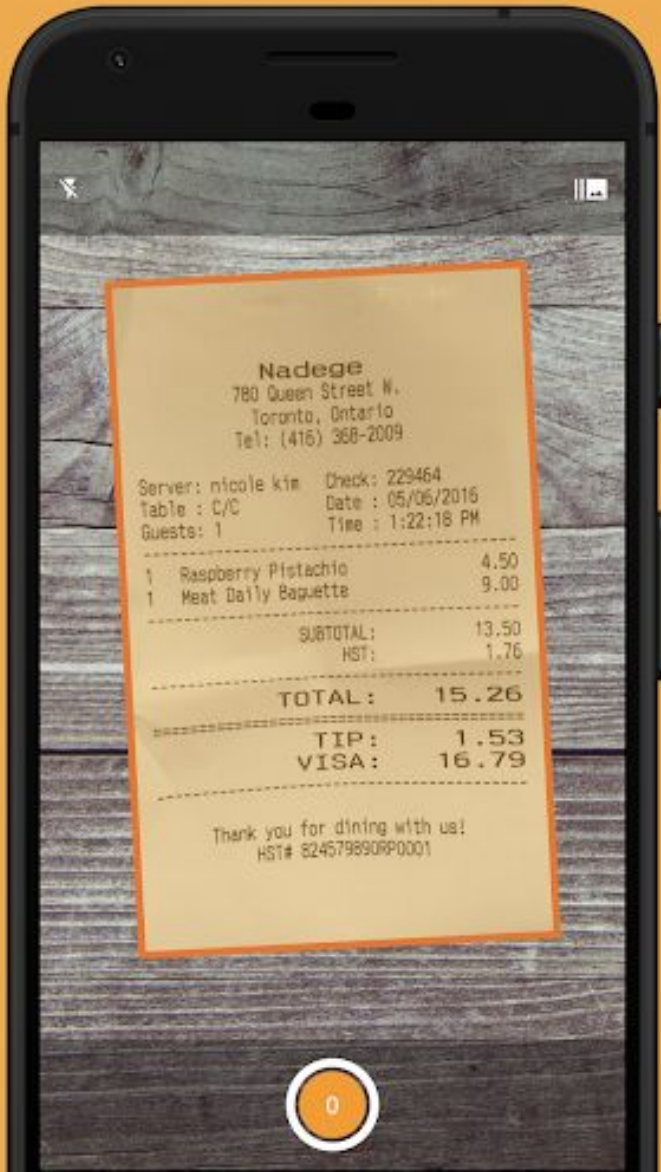 Nadege
780 Queen Street W.
Toronto, Ontario
Tel: (416) 368-2009
Server: nicole kim Check: 229464
Table : C/C Date : 05/06/2016
Guests: 1 Time : 1:22:18 PM
1 Raspberry Pistachio 4.50
1 Meat Daily Baguette 9.00
SUBTOTAL: 13.50
HST: 1.76
TOTAL: 15.26
TIP: 1.53
VISA: 16.79
Thank you for dining with us!
HST# 824579890RP0001
0